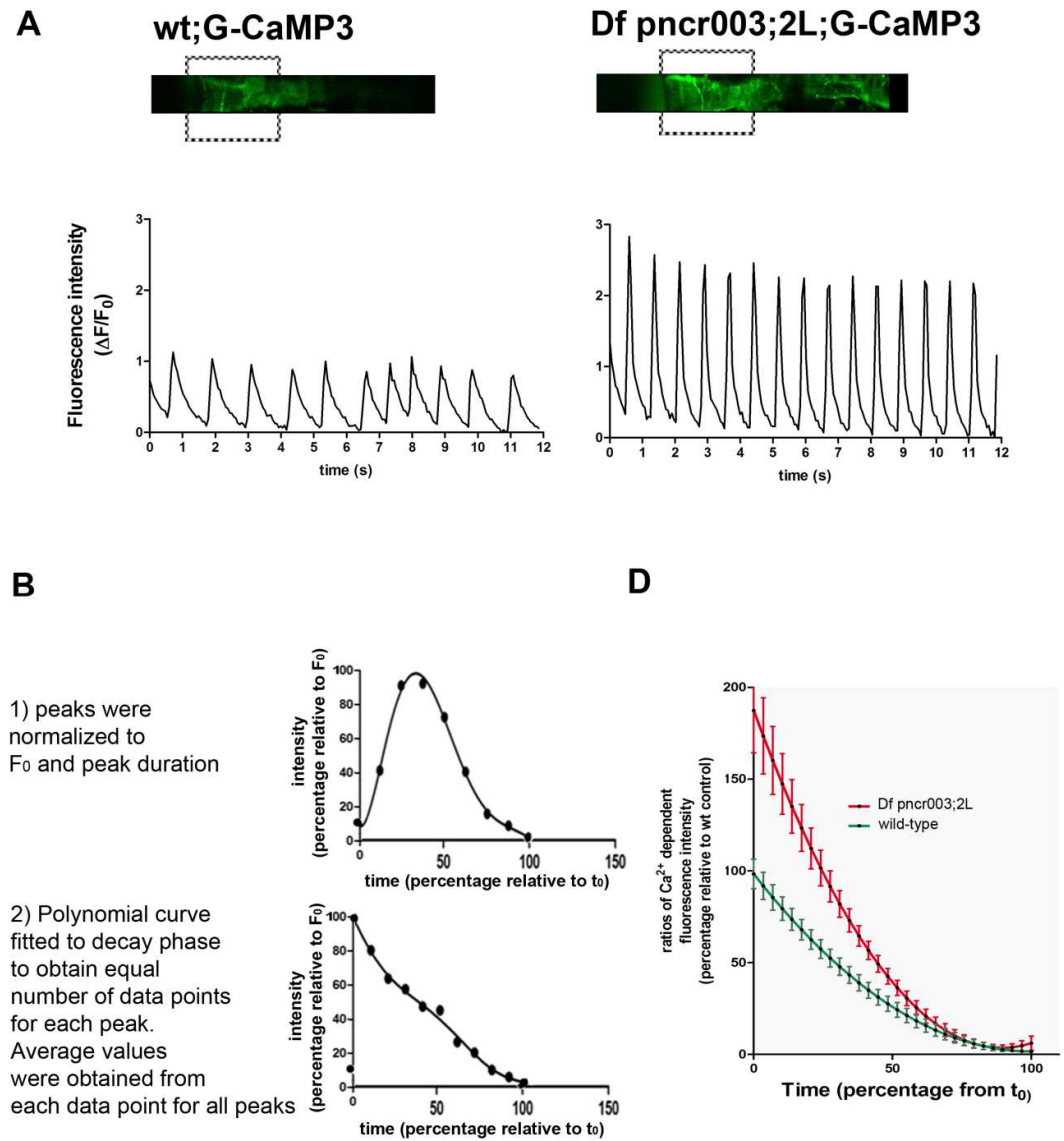 A
wt;G-CaMP3
Df pncr003;2L;G-CaMP3
Fluorescence intensity
(ΔF/F0)
3
2
1
0
0 1 2 3 4 5 6 7 8 9 10 11 12
time (s)
3
2
1
0
0 1 2 3 4 5 6 7 8 9 10 11 12
time (s)
B
1) peaks were
normalized to
F0 and peak duration
intensity
(percentage relative to F0)
100
80
60
40
20
0
0 50 100 150
time (percentage relative to t0)
2) Polynomial curve
fitted to decay phase
to obtain equal
number of data points
for each peak.
Average values
were obtained from
each data point for all peaks
intensity
(percentage relative to F0)
100
80
60
40
20
0
0 50 100 150
time (percentage relative to t0)
D
ratios of Ca2+ dependent
fluorescence intensity
(percentage relative to wt control)
200
150
100
50
0
Df pncr003;2L
wild-type
0 50 100
Time (percentage from t0)